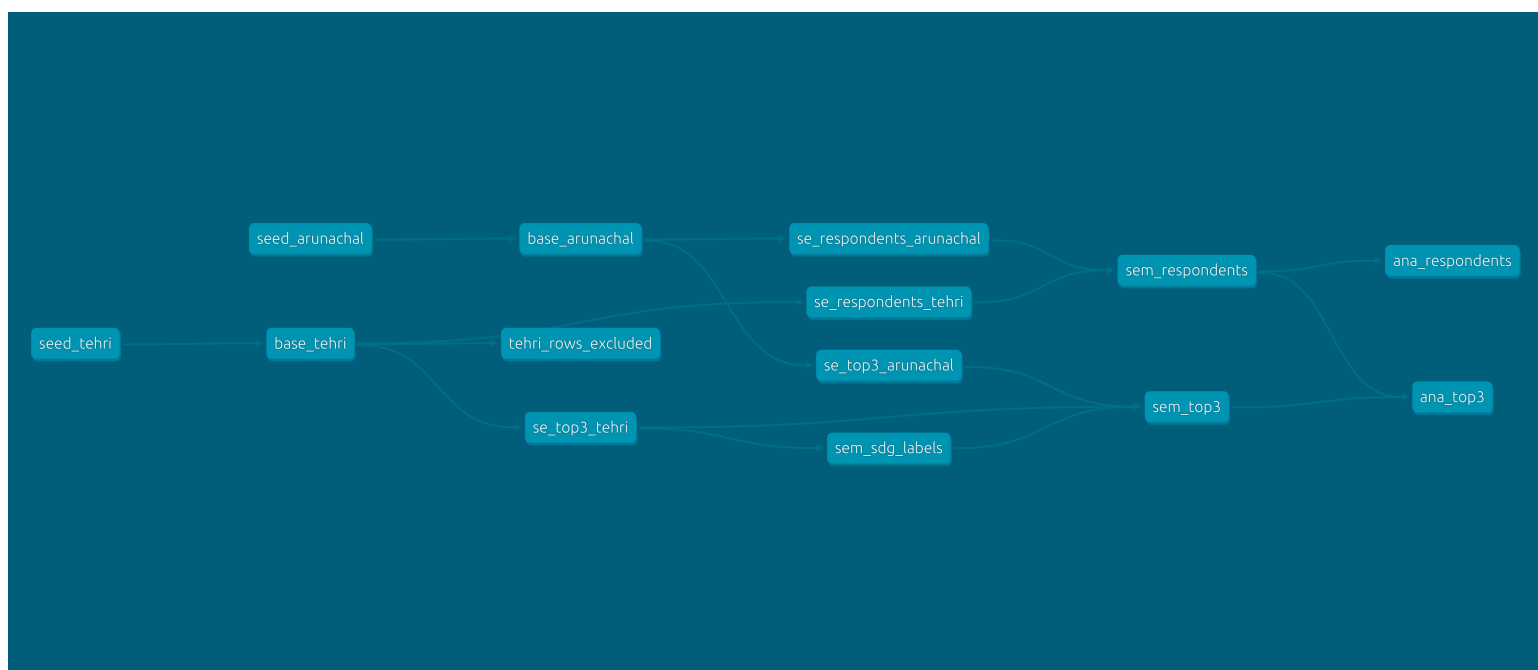 seed_arunachal
base_arunachal
se_respondents_arunachal
ana_respondents
sem_respondents
se_respondents_tehri
seed_tehri
base_tehri
tehri_rows_excluded
se_top3_arunachal
ana_top3
sem_top3
se_top3_tehri
sem_sdg_labels